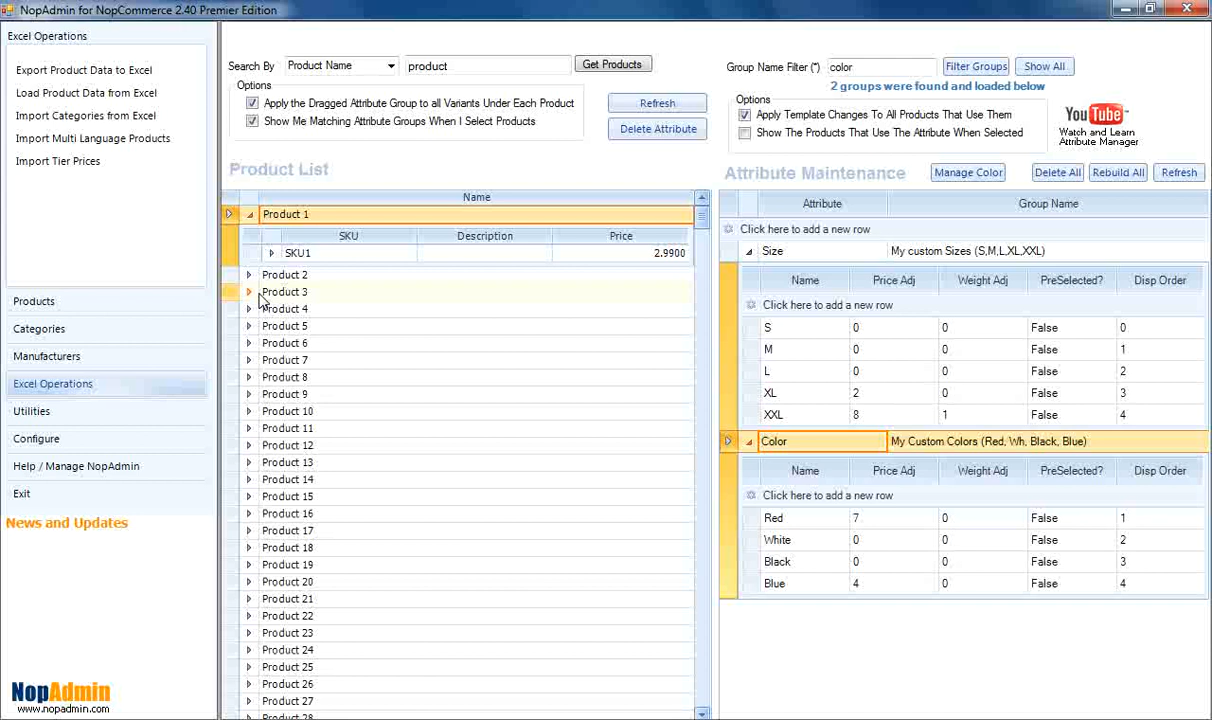 NopAdmin for NopCommerce 2.40 Premier Edition
Excel Operations
Export Product Data to Excel
Load Product Data from Excel
Import Categories from Excel
Import Multi Language Products
Import Tier Prices
Products
Categories
Manufacturers
Excel Operations
Utilities
Configure
Help / Manage NopAdmin
Exit
News and Updates
NopAdmin
www.nopadmin.com
Search By Product Name product Get Products
Options
Apply the Dragged Attribute Group to all Variants Under Each Product
Show Me Matching Attribute Groups When I Select Products
Refresh
Delete Attribute
Product List
Name
Product 1
SKU Description Price
SKU1 2.9900
Product 2
Product 3
Product 4
Product 5
Product 6
Product 7
Product 8
Product 9
Product 10
Product 11
Product 12
Product 13
Product 14
Product 15
Product 16
Product 17
Product 18
Product 19
Product 20
Product 21
Product 22
Product 23
Product 24
Product 25
Product 26
Product 27
Product 28
Group Name Filter (*) color Filter Groups Show All
2 groups were found and loaded below
Options
Apply Template Changes To All Products That Use Them
Show The Products That Use The Attribute When Selected
YouTube
Watch and Learn
Attribute Manager
Attribute Maintenance Manage Color Delete All Rebuild All Refresh
Attribute Group Name
Click here to add a new row
Size My custom Sizes (S,M,L,XL,XXL)
Name Price Adj Weight Adj PreSelected? Disp Order
Click here to add a new row
S 0 0 False 0
M 0 0 False 1
L 0 0 False 2
XL 2 0 False 3
XXL 8 1 False 4
Color My Custom Colors (Red, Wh, Black, Blue)
Name Price Adj Weight Adj PreSelected? Disp Order
Click here to add a new row
Red 7 0 False 1
White 0 0 False 2
Black 0 0 False 3
Blue 4 0 False 4